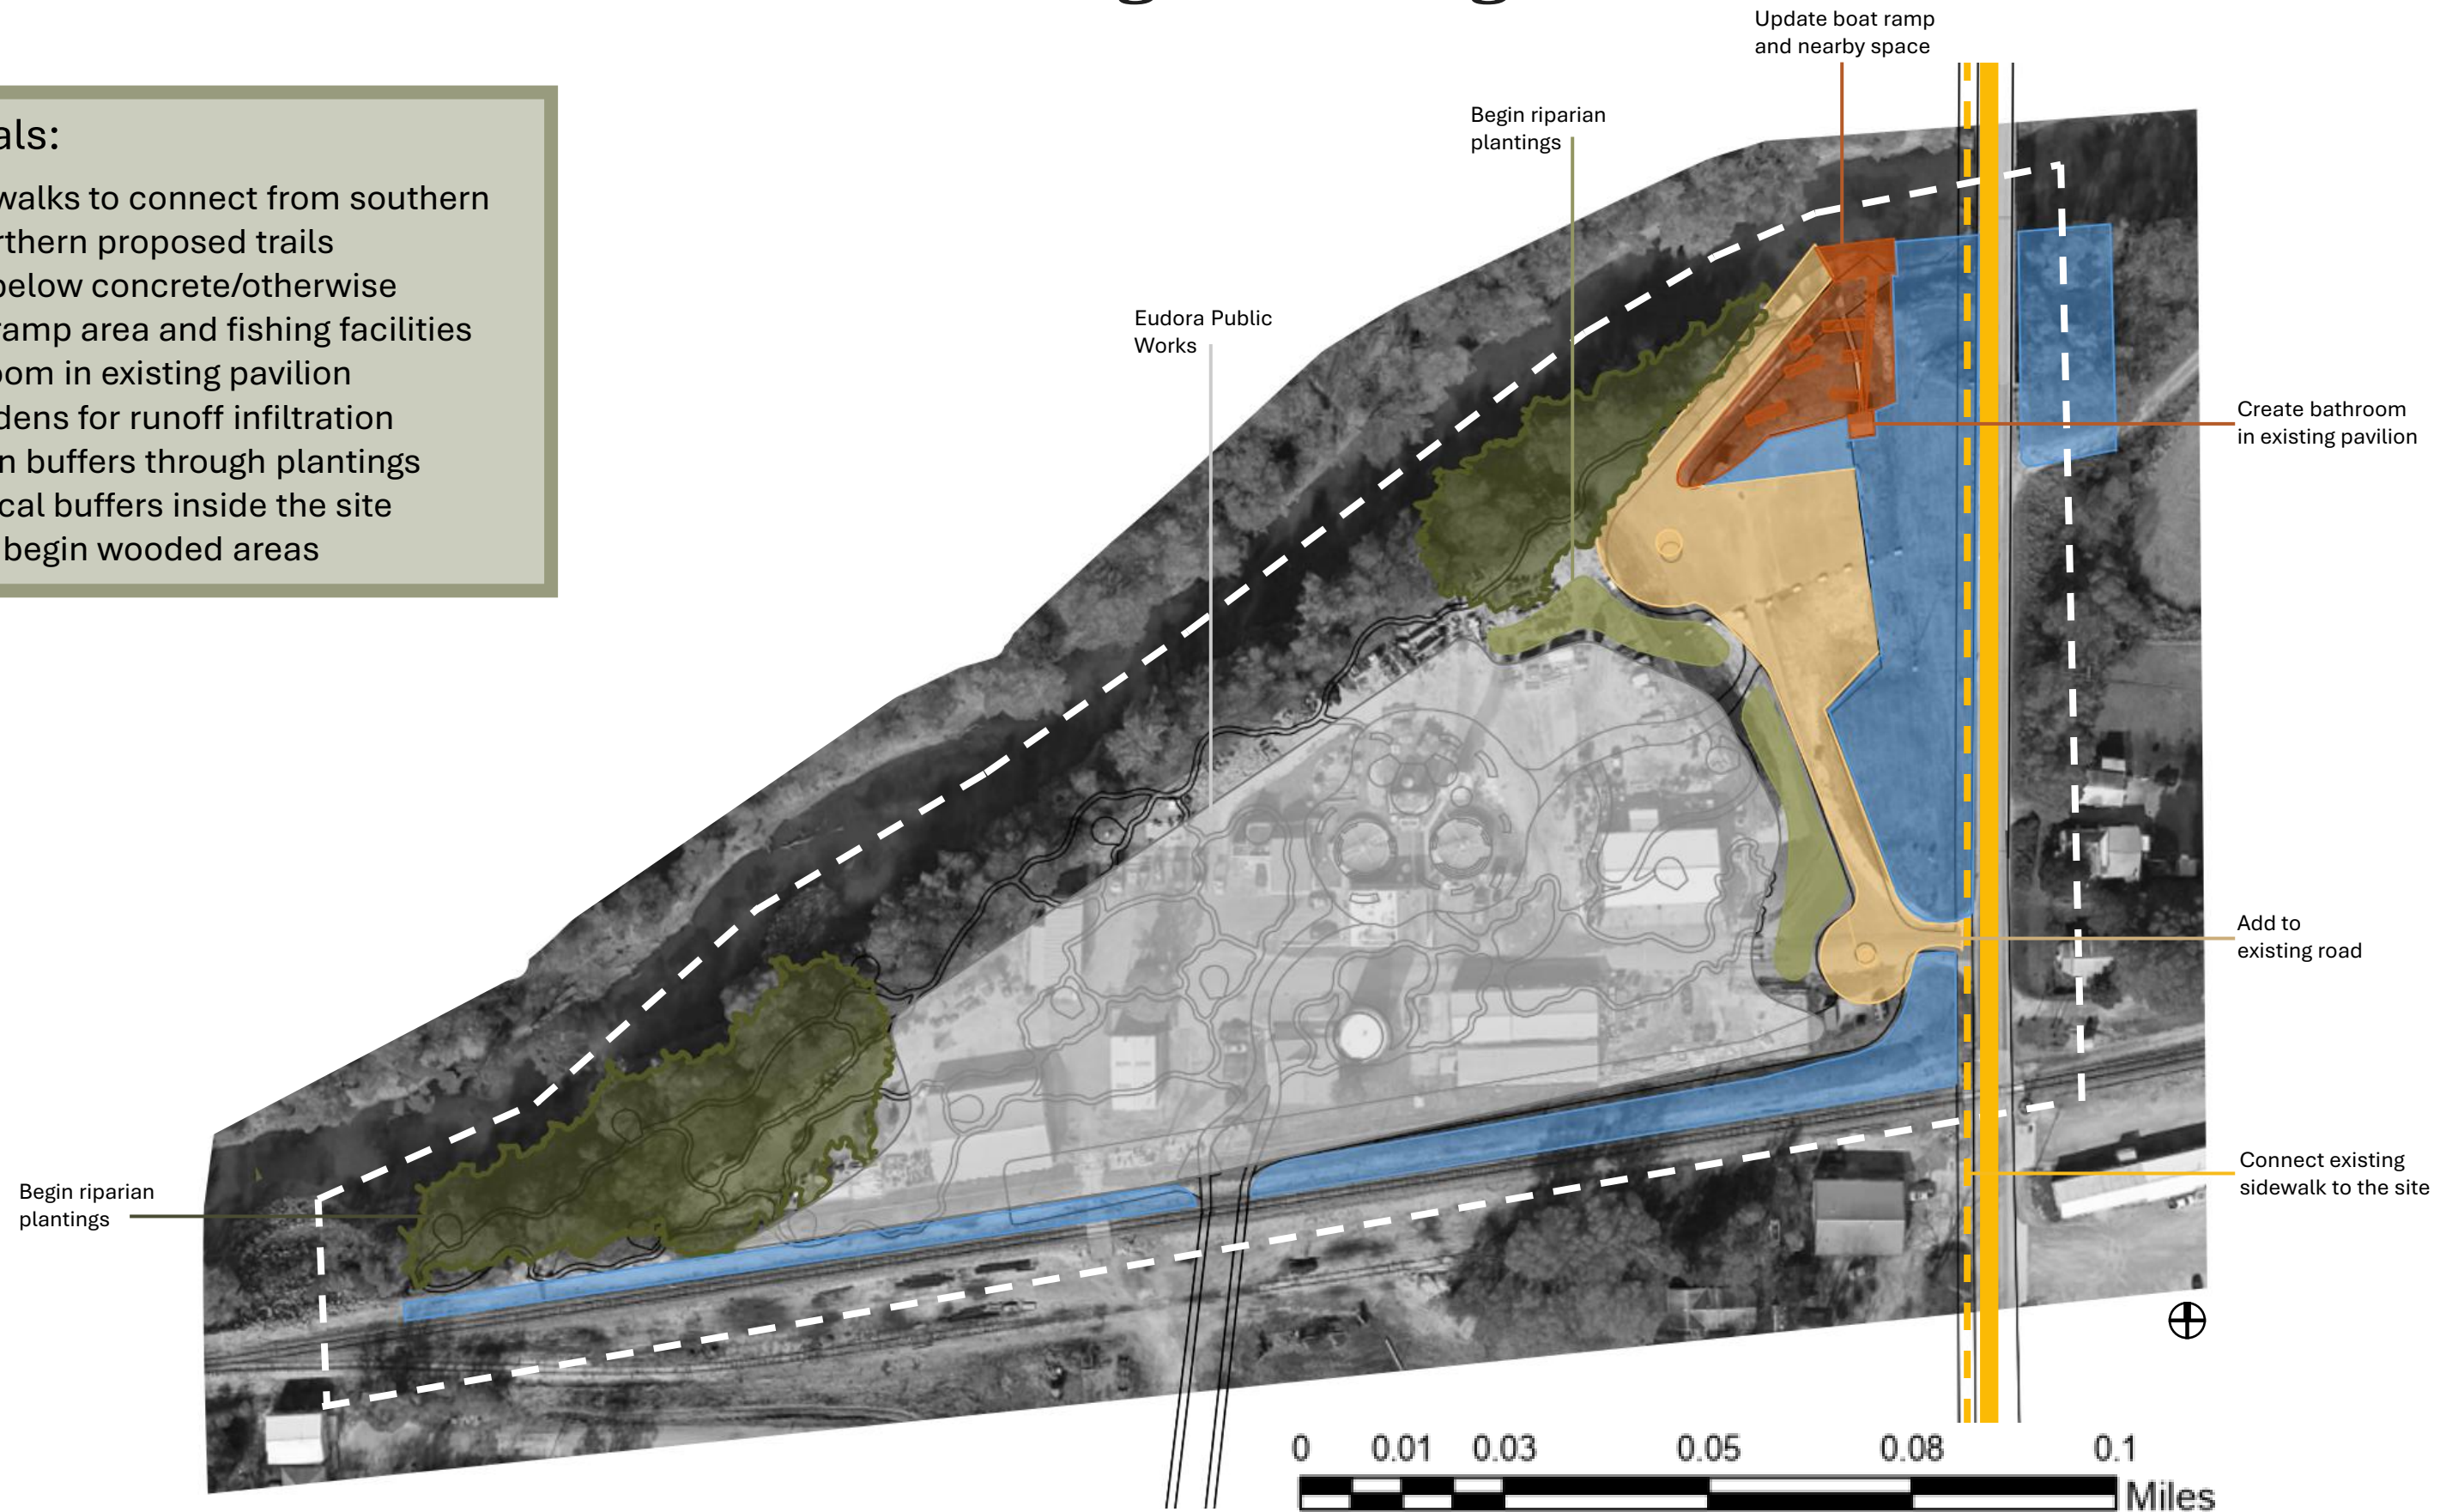 Update boat ramp
and nearby space
Begin riparian
plantings
als:
walks to connect from southern
rthern proposed trails
below concrete/otherwise
ramp area and fishing facilities
oom in existing pavilion
dens for runoff infiltration
n buffers through plantings
cal buffers inside the site
begin wooded areas
Eudora Public
Works
Create bathroom
in existing pavilion
Add to
existing road
Connect existing
sidewalk to the site
Begin riparian
plantings
0 0.01 0.03 0.05 0.08 0.1
Miles